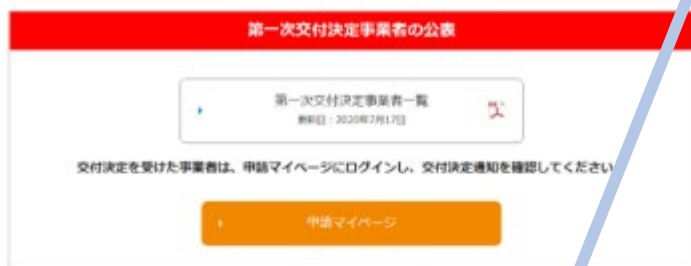 第一次交付決定事業者の公表
第一次交付決定事業者一覧
更新日：2020年7月17日
交付決定を受けた事業者は、申請マイページにログインし、交付決定通知を確認してください
申請マイページ